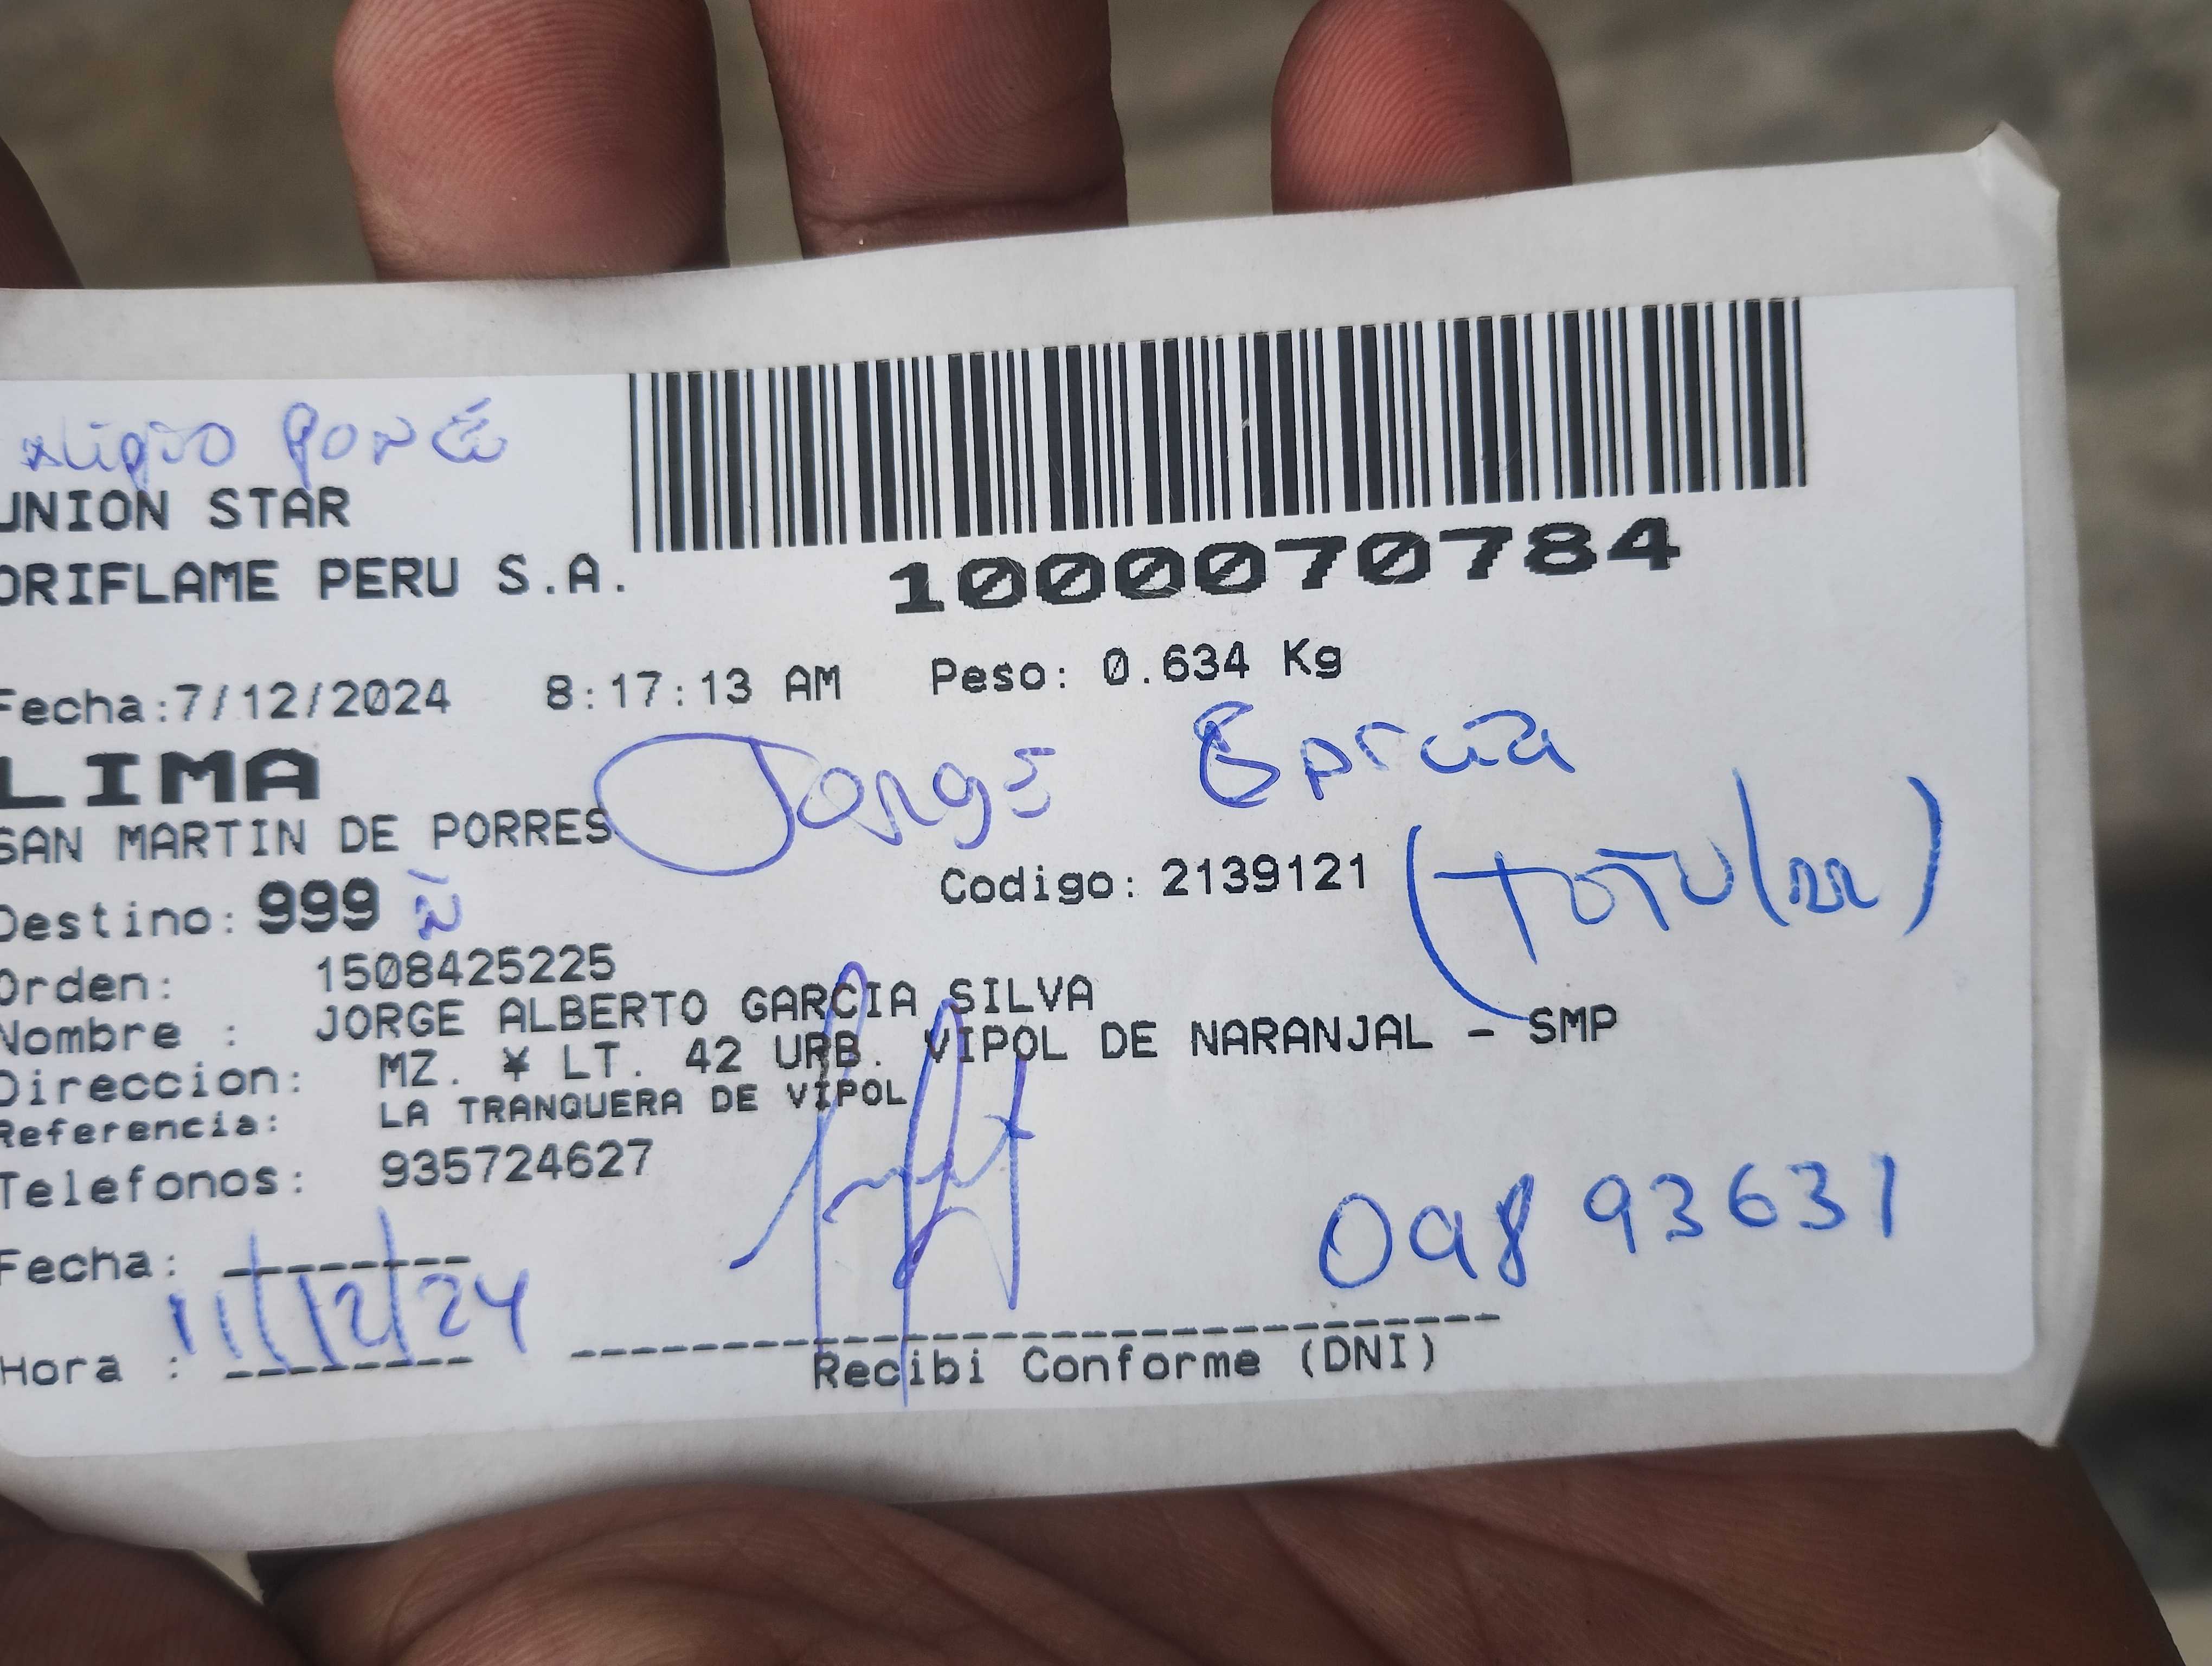 UNION STAR
ORIFLAME PERU S.A.
1000070784
Fecha:7/12/2024 8:17:13 AM Peso: 0.634 Kg
LIMA
Jorge
SAN MARTIN DE PORRES
Codigo: 2139121
Destino: 999 Ñ
Orden: 1508425225
Nombre : JORGE ALBERTO GARCIA SILVA
Direccion: MZ. ¥ LT. 42 URB. VIPOL DE NARANJAL - SMP
Referencia: LA TRANQUERA DE VIPOL
Telefonos: 935724627
09893631
Fecha:
11/12/24
Hora :
Recibi Conforme (DNI)